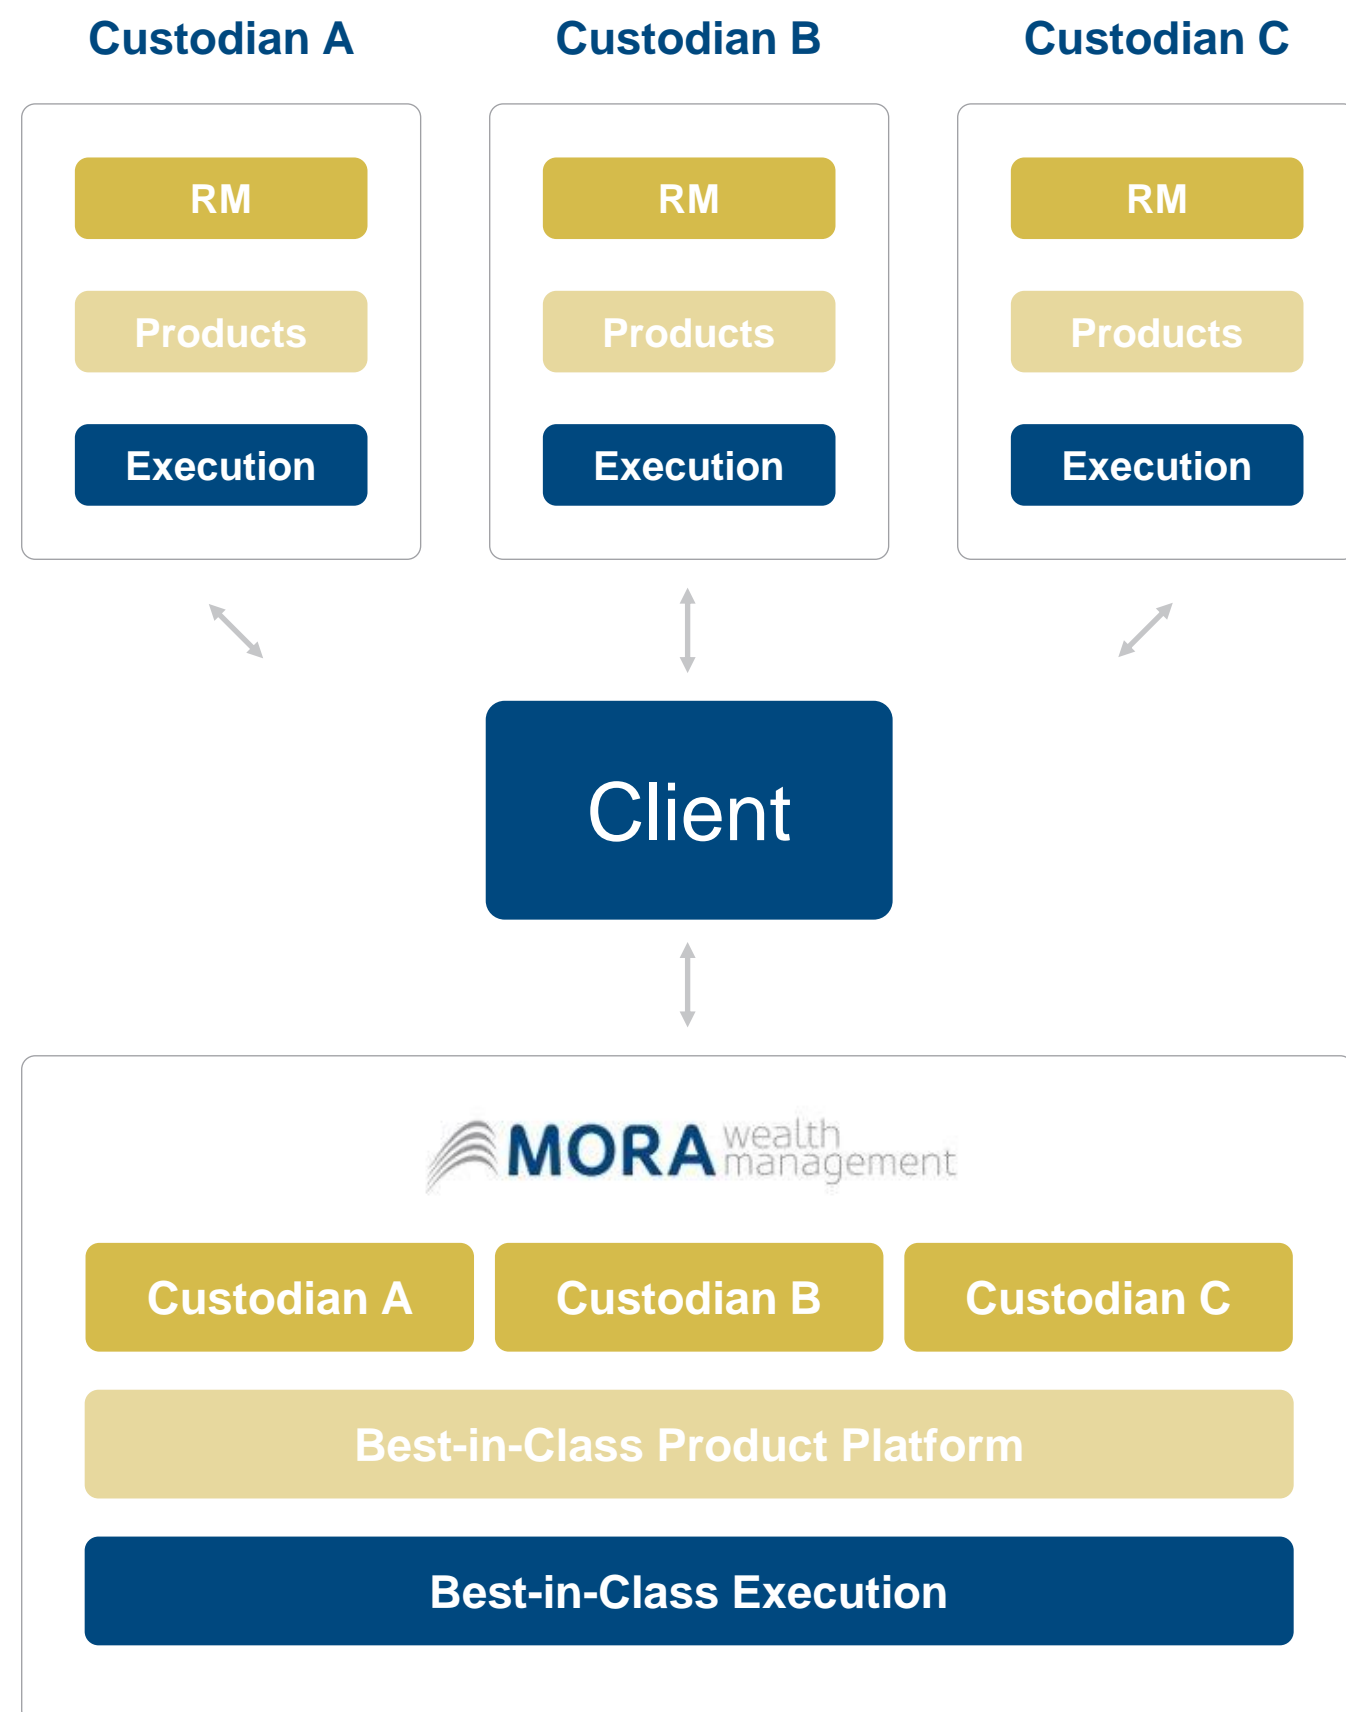 Custodian A Custodian B Custodian C
RM RM RM
Products Products Products
Execution Execution Execution
Client
MORA wealth
management
Custodian A Custodian B Custodian C
Best-in-Class Product Platform
Best-in-Class Execution